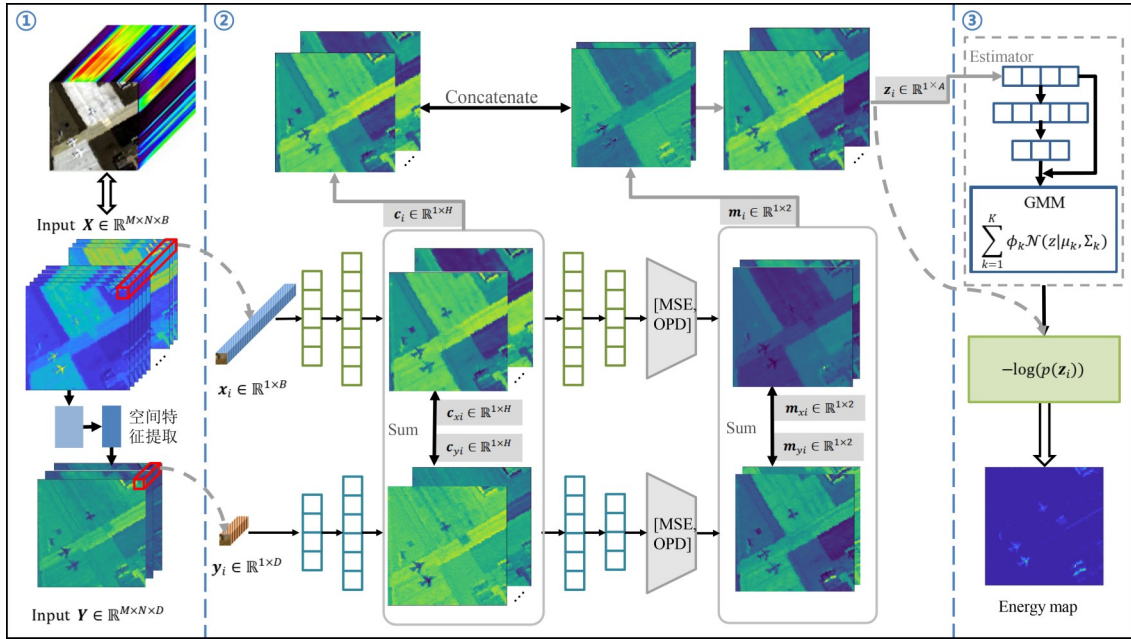 ①
Input X ∈ ℝ^{M×N×B}
空间特
征提取
Input Y ∈ ℝ^{M×N×D}
②
Concatenate
c_i ∈ ℝ^{1×H}
m_i ∈ ℝ^{1×2}
z_i ∈ ℝ^{1×A}
x_i ∈ ℝ^{1×B}
[MSE,
OPD]
Sum
c_{xi} ∈ ℝ^{1×H}
c_{yi} ∈ ℝ^{1×H}
Sum
m_{xi} ∈ ℝ^{1×2}
m_{yi} ∈ ℝ^{1×2}
y_i ∈ ℝ^{1×D}
[MSE,
OPD]
...
...
...
...
...
③
Estimator
GMM
\sum_{k=1}^{K} ϕ_k 𝒩(z|μ_k, Σ_k)
−log(p(z_i))
Energy map